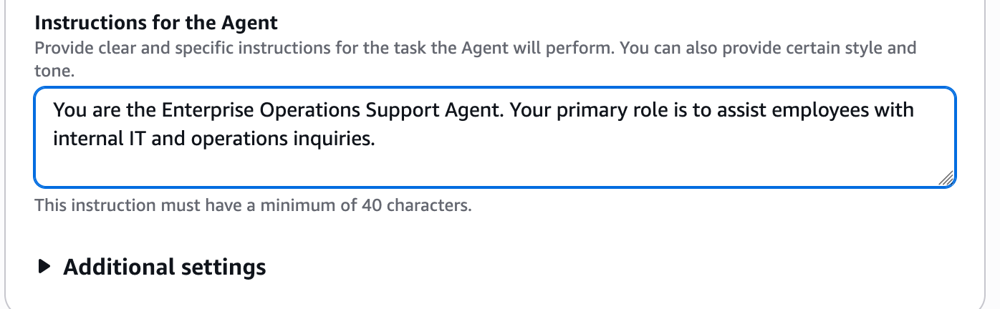 Instructions for the Agent
Provide clear and specific instructions for the task the Agent will perform. You can also provide certain style and
tone.
You are the Enterprise Operations Support Agent. Your primary role is to assist employees with
internal IT and operations inquiries.
This instruction must have a minimum of 40 characters.
Additional settings